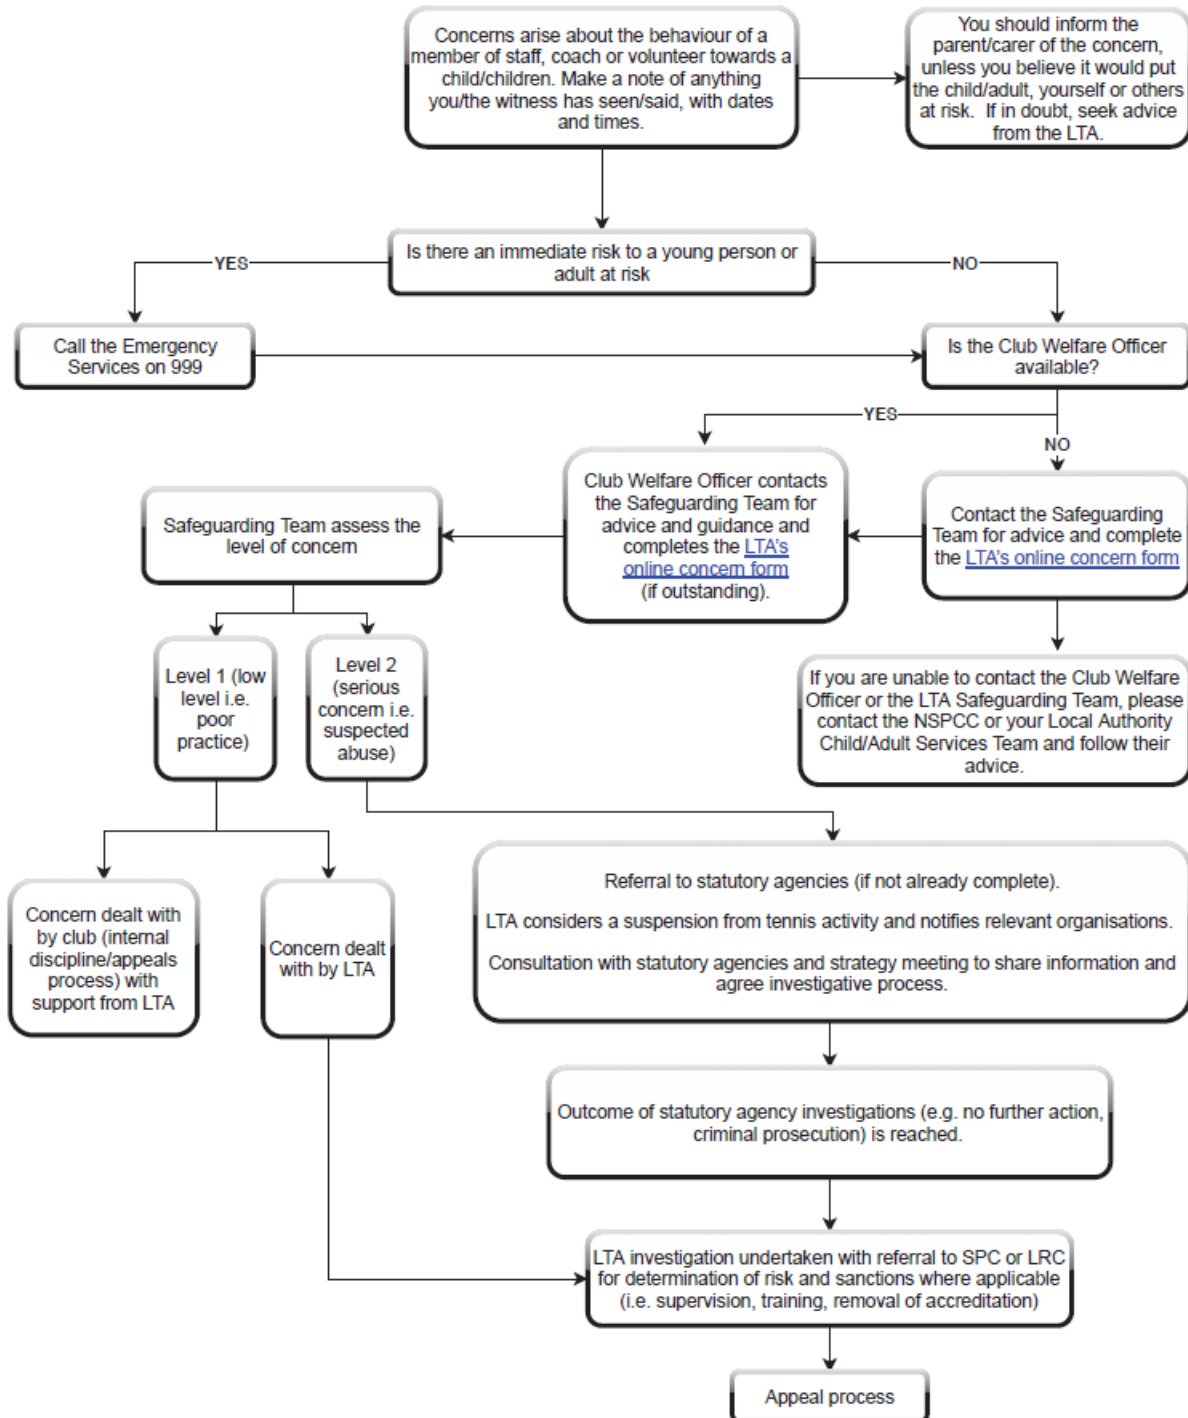 Concerns arise about the behaviour of a
member of staff, coach or volunteer towards a
child/children. Make a note of anything
you/the witness has seen/said, with dates
and times.
You should inform the
parent/carer of the concern,
unless you believe it would put
the child/adult, yourself or others
at risk. If in doubt, seek advice
from the LTA.
Is there an immediate risk to a young person or
adult at risk
YES
NO
Call the Emergency
Services on 999
Is the Club Welfare Officer
available?
YES
NO
Club Welfare Officer contacts
the Safeguarding Team for
advice and guidance and
completes the LTA's
online concern form
(if outstanding).
Contact the Safeguarding
Team for advice and complete
the LTA's online concern form
Safeguarding Team assess the
level of concern
Level 1 (low
level i.e.
poor
practice)
Level 2
(serious
concern i.e.
suspected
abuse)
If you are unable to contact the Club Welfare
Officer or the LTA Safeguarding Team, please
contact the NSPCC or your Local Authority
Child/Adult Services Team and follow their
advice.
Concern dealt with
by club (internal
discipline/appeals
process) with
support from LTA
Concern dealt
with by LTA
Referral to statutory agencies (if not already complete).
LTA considers a suspension from tennis activity and notifies relevant organisations.
Consultation with statutory agencies and strategy meeting to share information and
agree investigative process.
Outcome of statutory agency investigations (e.g. no further action,
criminal prosecution) is reached.
LTA investigation undertaken with referral to SPC or LRC
for determination of risk and sanctions where applicable
(i.e. supervision, training, removal of accreditation)
Appeal process